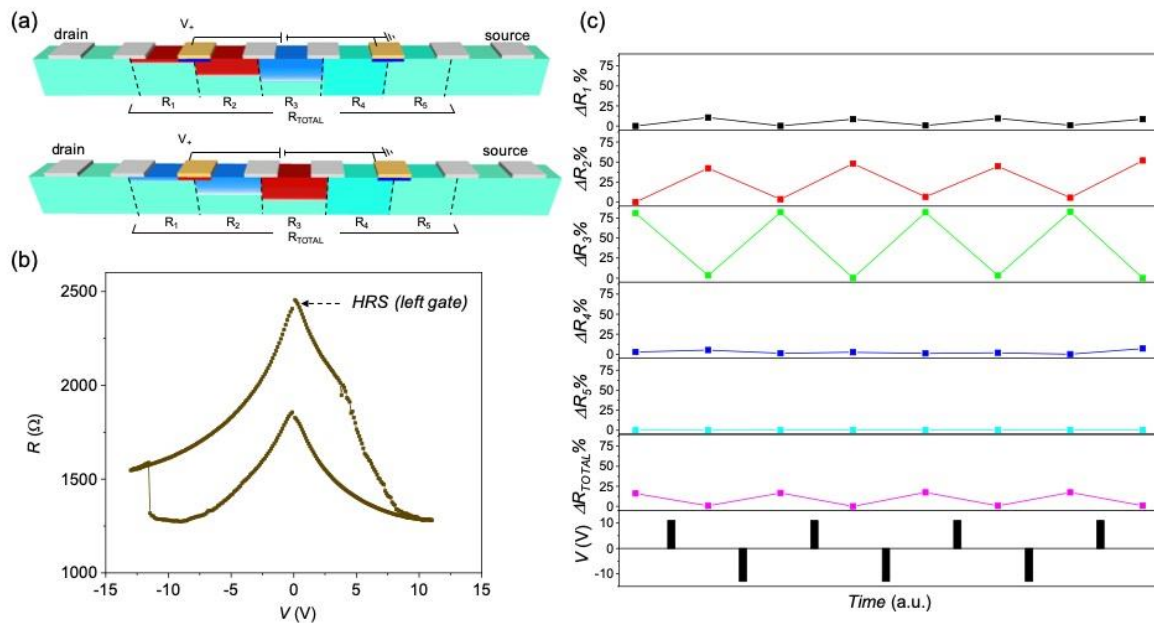 (a)
V+
drain
source
R1 R2 R3 R4 R5
RTOTAL
V+
drain
source
R1 R2 R3 R4 R5
RTOTAL
(b)
2500
2000
1500
1000
R (Ω)
HRS (left gate)
-15 -10 -5 0 5 10 15
V (V)
(c)
ΔR1%
75
50
25
0
ΔR2%
75
50
25
0
ΔR3%
75
50
25
0
ΔR4%
75
50
25
0
ΔR5%
75
50
25
0
ΔRTOTAL%
75
50
25
0
V (V)
10
0
-10
Time (a.u.)